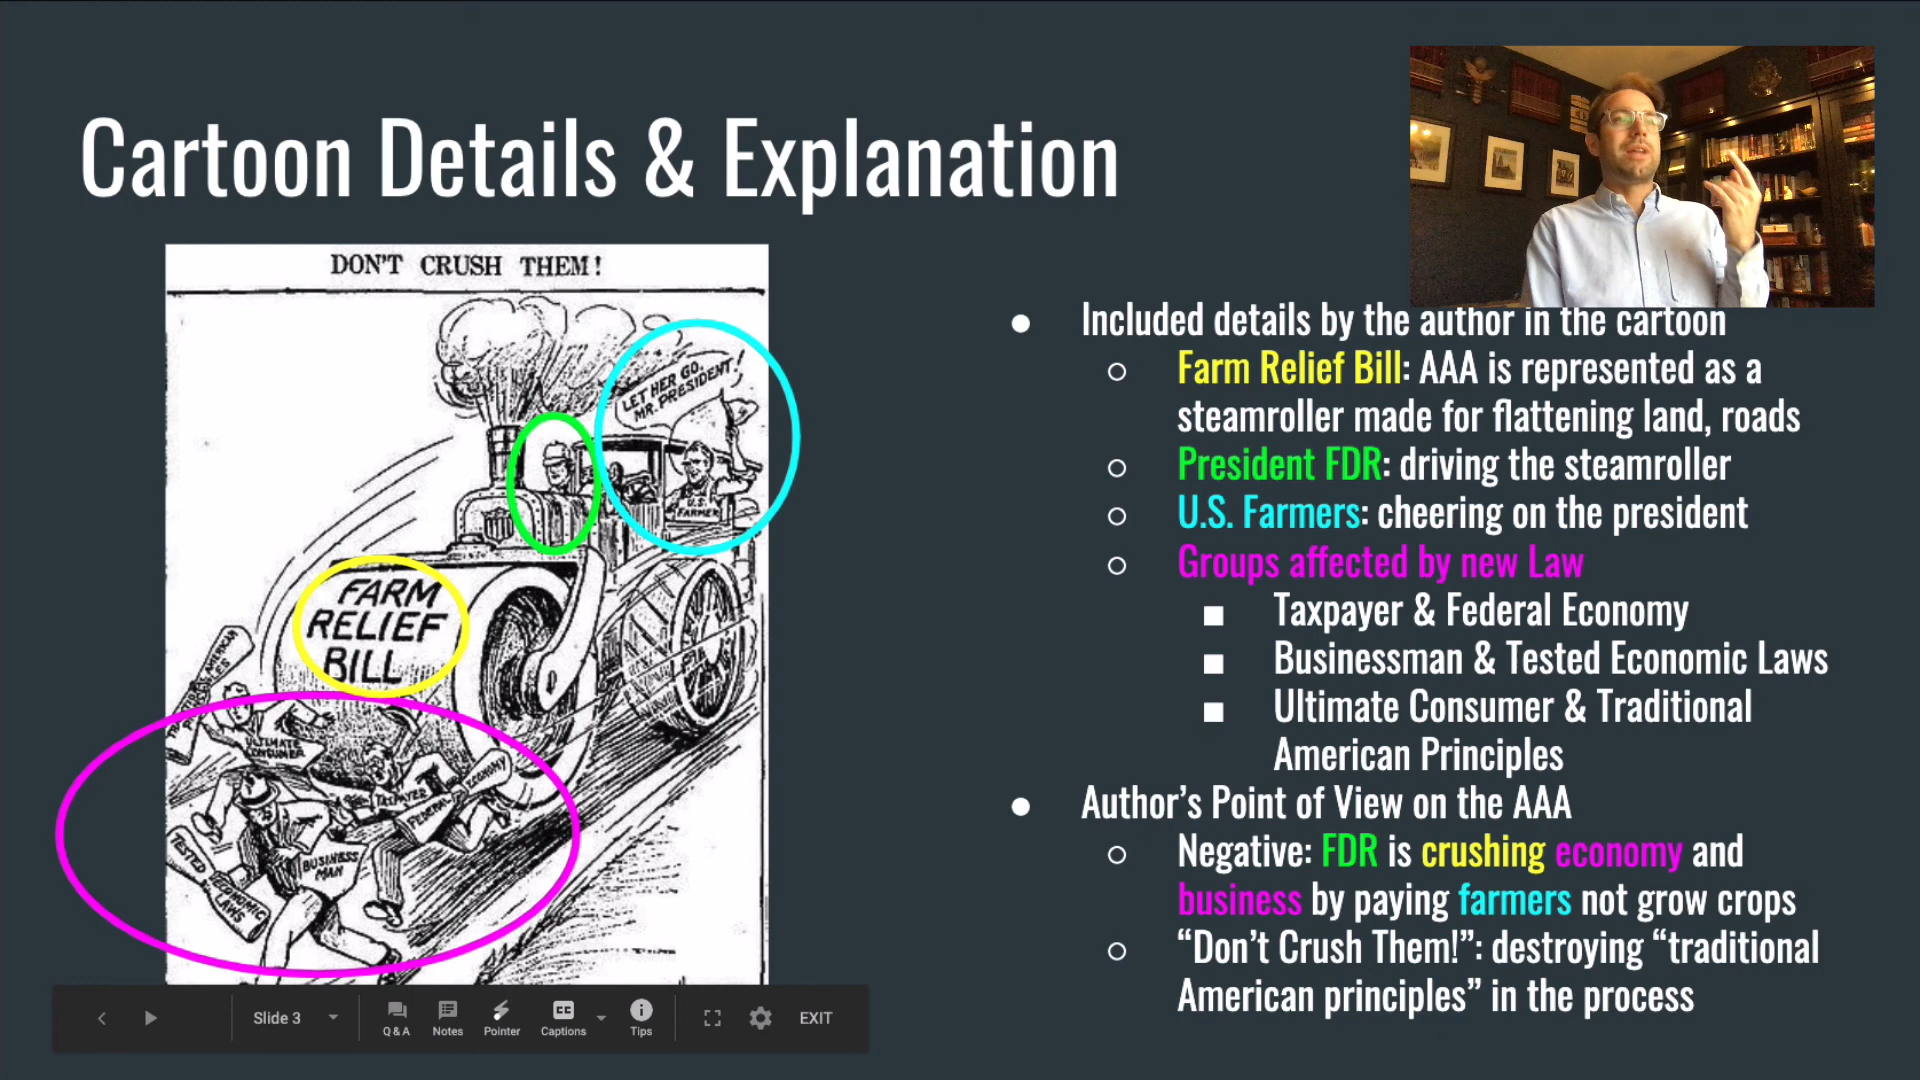 Cartoon Details & Explanation
DON'T CRUSH THEM!
LET HER GO,
MR. PRESIDENT!
U.S.
FARMER
FARM
RELIEF
BILL
AMERICAN
ULTIMATE
CONSUMER
TAXPAYER
FEDERAL
ECONOMY
TESTED
ECONOMIC
LAWS
BUSINESS
MAN
Included details by the author in the cartoon
Farm Relief Bill: AAA is represented as a
steamroller made for flattening land, roads
President FDR: driving the steamroller
U.S. Farmers: cheering on the president
Groups affected by new Law
Taxpayer & Federal Economy
Businessman & Tested Economic Laws
Ultimate Consumer & Traditional
American Principles
Author’s Point of View on the AAA
Negative: FDR is crushing economy and
business by paying farmers not grow crops
“Don’t Crush Them!”: destroying “traditional
American principles” in the process
Slide 3
Q & A
Notes
Pointer
CC
Captions
Tips
EXIT